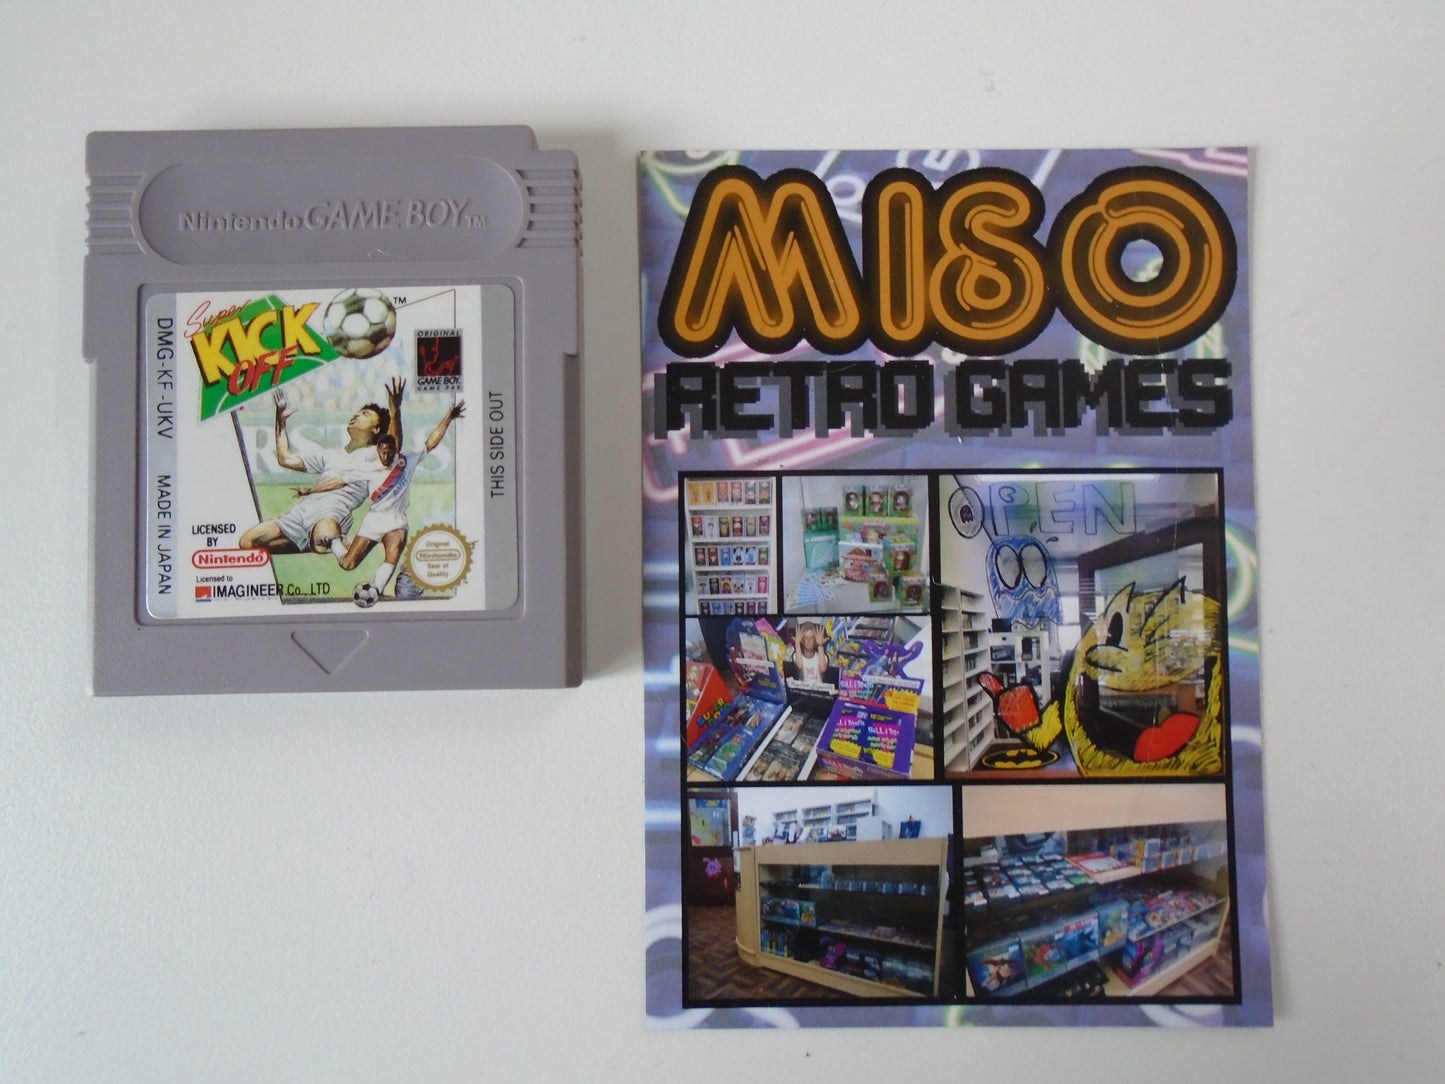 Nintendo GAME BOY TM
Super
KICK
OFF
TM
ORIGINAL
GAME BOY
GAME PAK
DMG-KF-UKV MADE IN JAPAN
THIS SIDE OUT
LICENSED
BY
Nintendo
Licensed to
IMAGINEER Co., LTD
Original
Nintendo
Seal of
Quality
MISO
RETRO GAMES
OPEN
SUPER